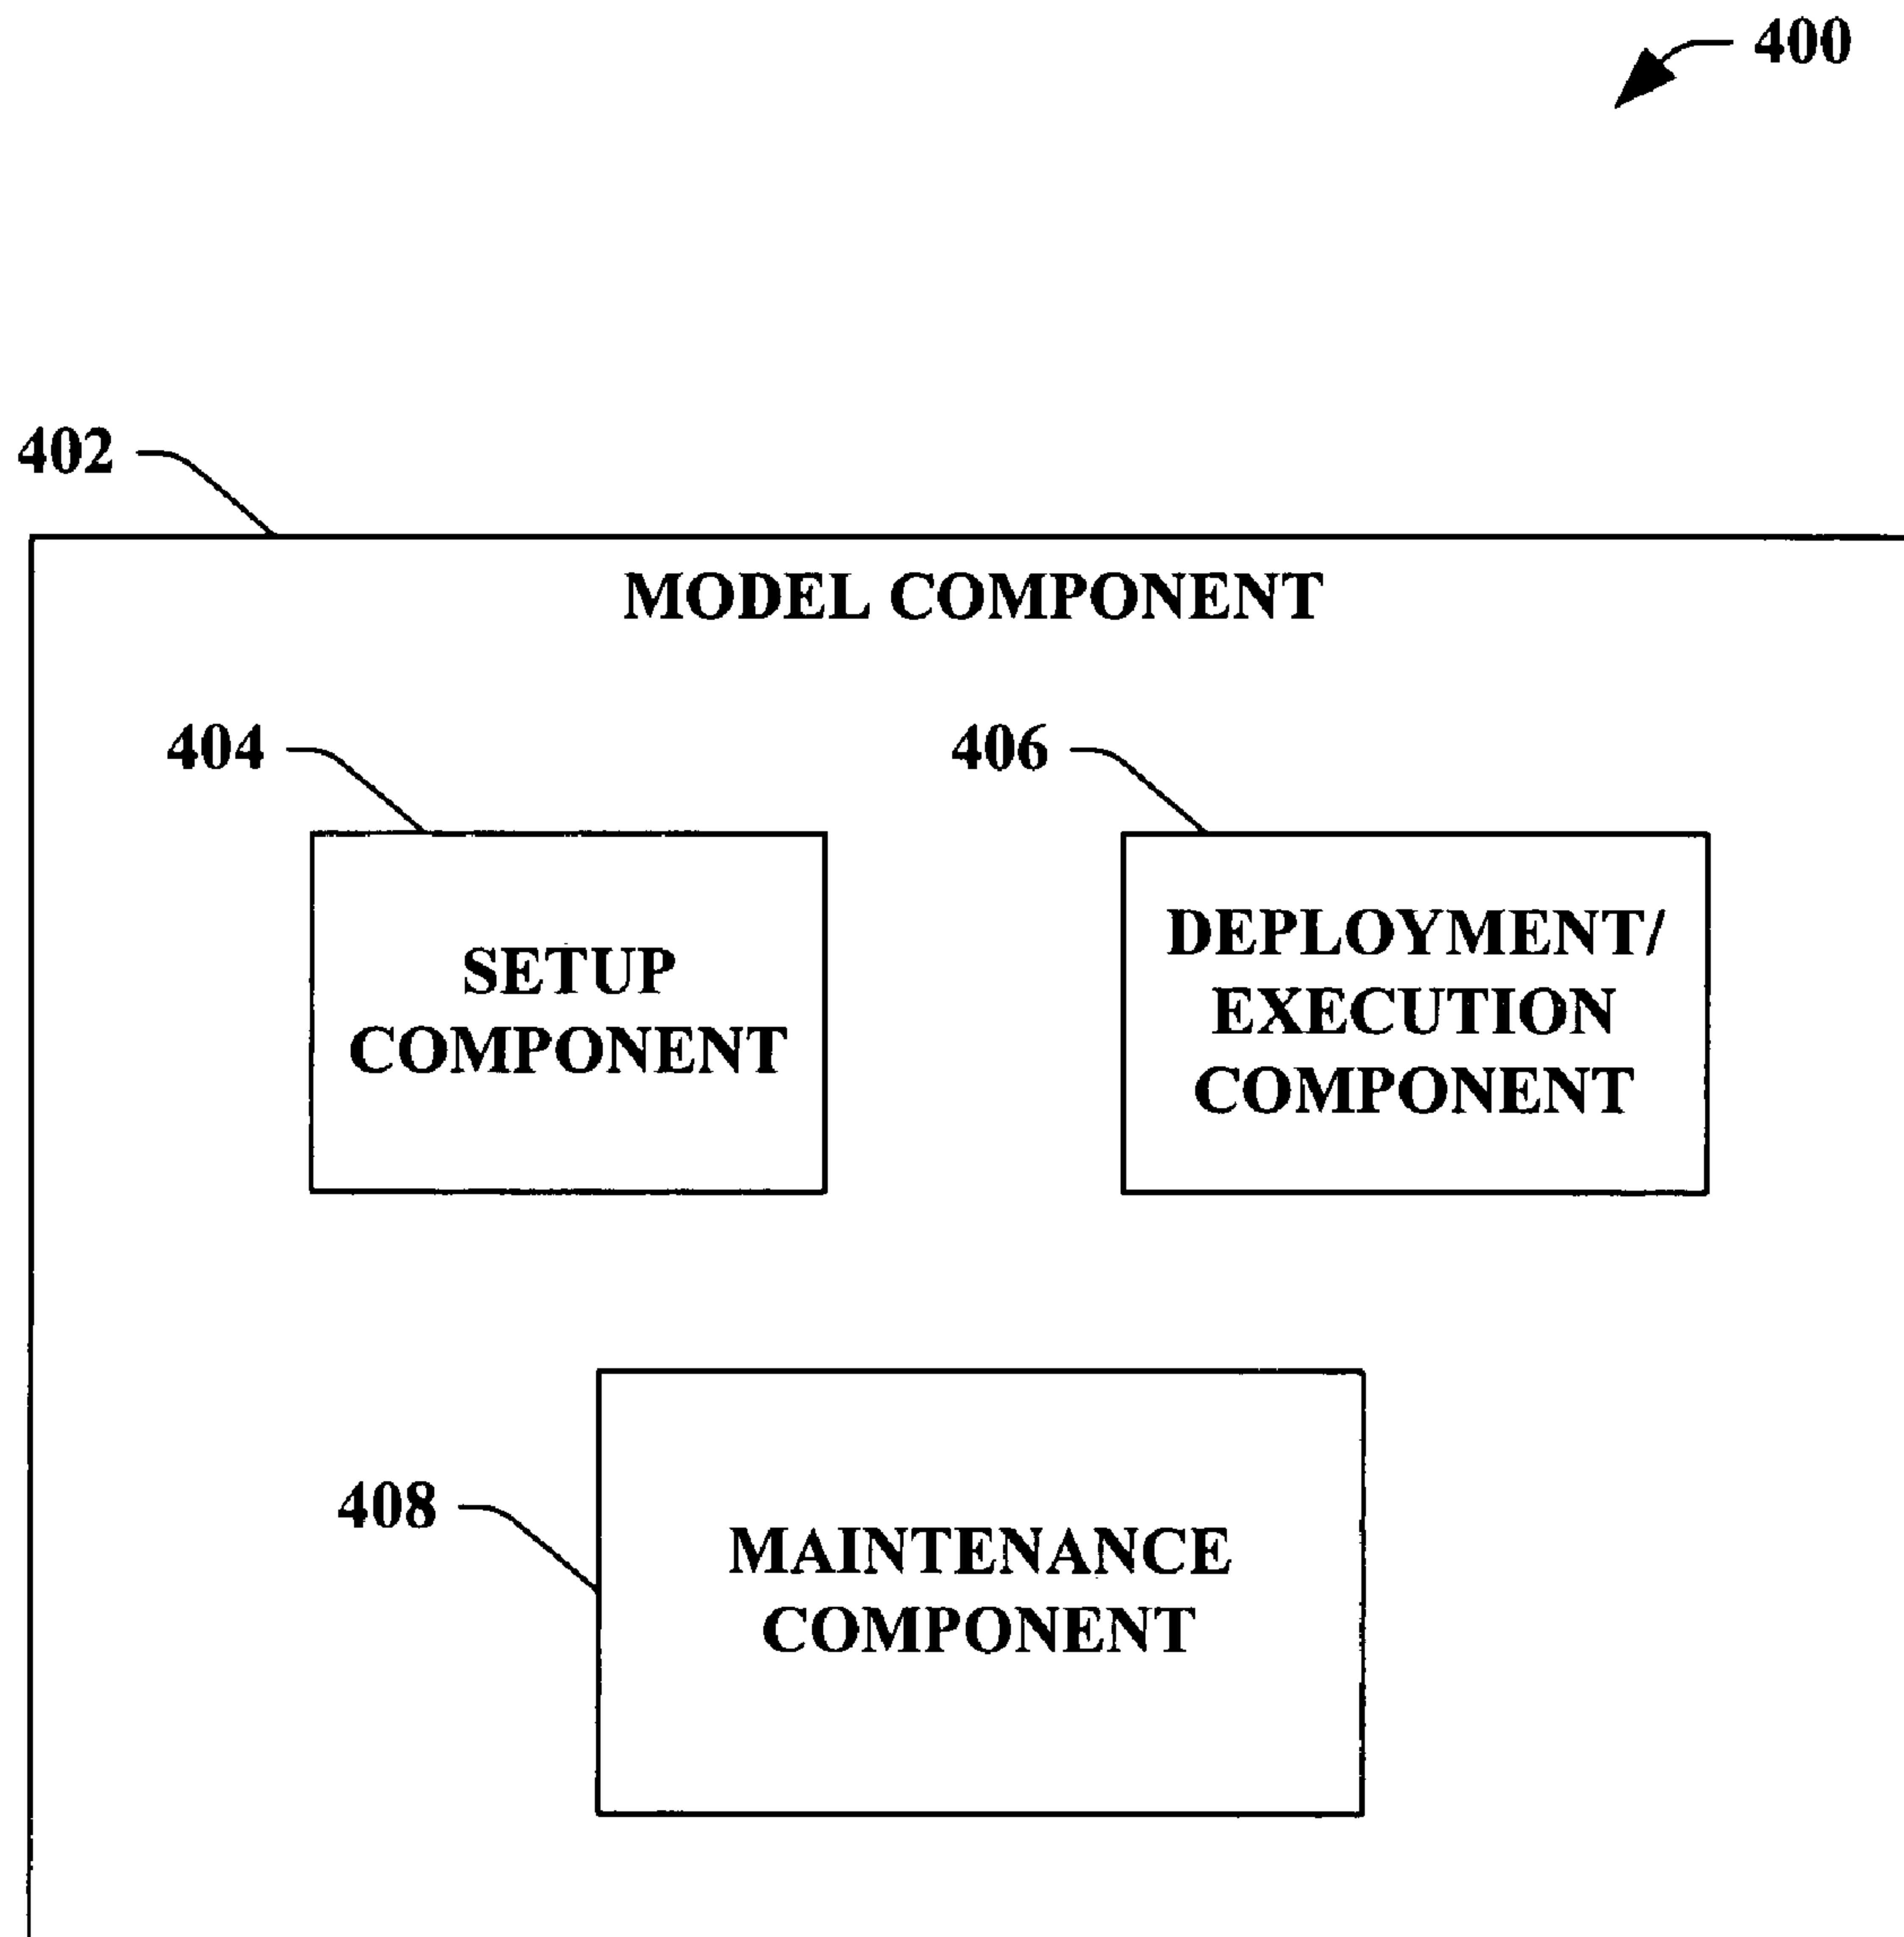 400
402
MODEL COMPONENT
404
406
SETUP
COMPONENT
DEPLOYMENT/
EXECUTION
COMPONENT
408
MAINTENANCE
COMPONENT